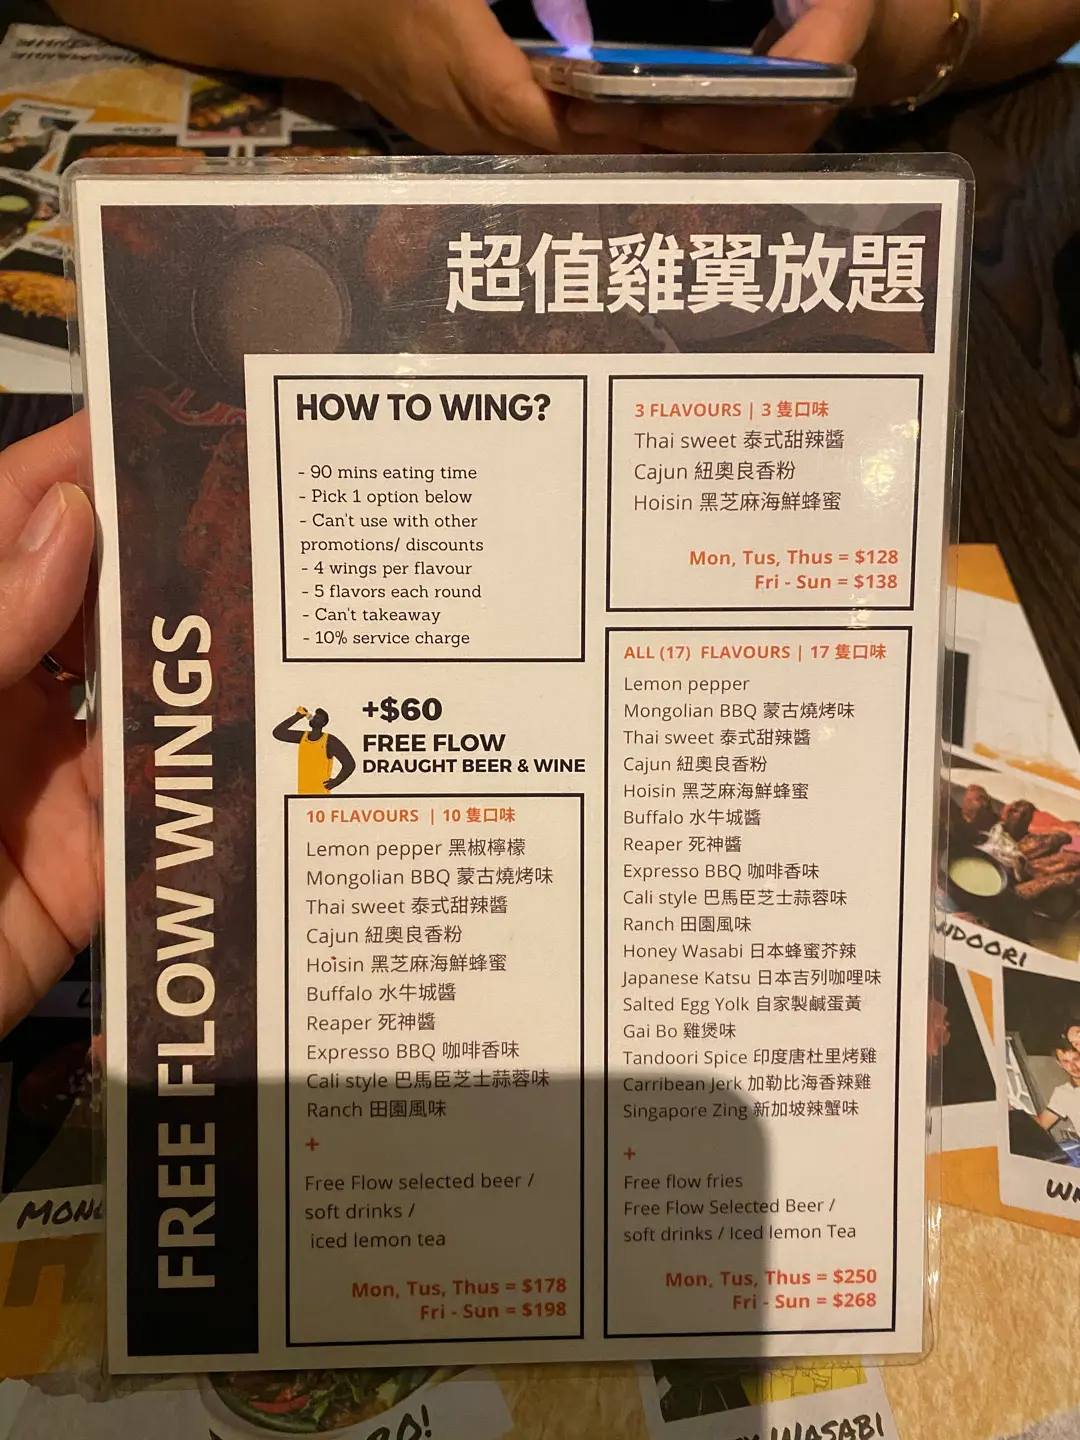 超值雞翼放題
FREE FLOW WINGS
HOW TO WING?
- 90 mins eating time
- Pick 1 option below
- Can't use with other
promotions/ discounts
- 4 wings per flavour
- 5 flavors each round
- Can't takeaway
- 10% service charge
3 FLAVOURS | 3 隻口味
Thai sweet 泰式甜辣醬
Cajun 紐奧良香粉
Hoisin 黑芝麻海鮮蜂蜜
Mon, Tus, Thus = $128
Fri - Sun = $138
+$60
FREE FLOW
DRAUGHT BEER & WINE
10 FLAVOURS | 10 隻口味
Lemon pepper 黑椒檸檬
Mongolian BBQ 蒙古燒烤味
Thai sweet 泰式甜辣醬
Cajun 紐奧良香粉
Hoisin 黑芝麻海鮮蜂蜜
Buffalo 水牛城醬
Reaper 死神醬
Expresso BBQ 咖啡香味
Cali style 巴馬臣芝士蒜蓉味
Ranch 田園風味
+
Free Flow selected beer /
soft drinks /
iced lemon tea
Mon, Tus, Thus = $178
Fri - Sun = $198
ALL (17) FLAVOURS | 17 隻口味
Lemon pepper
Mongolian BBQ 蒙古燒烤味
Thai sweet 泰式甜辣醬
Cajun 紐奧良香粉
Hoisin 黑芝麻海鮮蜂蜜
Buffalo 水牛城醬
Reaper 死神醬
Expresso BBQ 咖啡香味
Cali style 巴馬臣芝士蒜蓉味
Ranch 田園風味
Honey Wasabi 日本蜂蜜芥辣
Japanese Katsu 日本吉列咖哩味
Salted Egg Yolk 自家製鹹蛋黃
Gai Bo 雞煲味
Tandoori Spice 印度唐杜里烤雞
Carribean Jerk 加勒比海香辣雞
Singapore Zing 新加坡辣蟹味
+
Free flow fries
Free Flow Selected Beer /
soft drinks / Iced lemon Tea
Mon, Tus, Thus = $250
Fri - Sun = $268
NDOORI
MON
WASABI